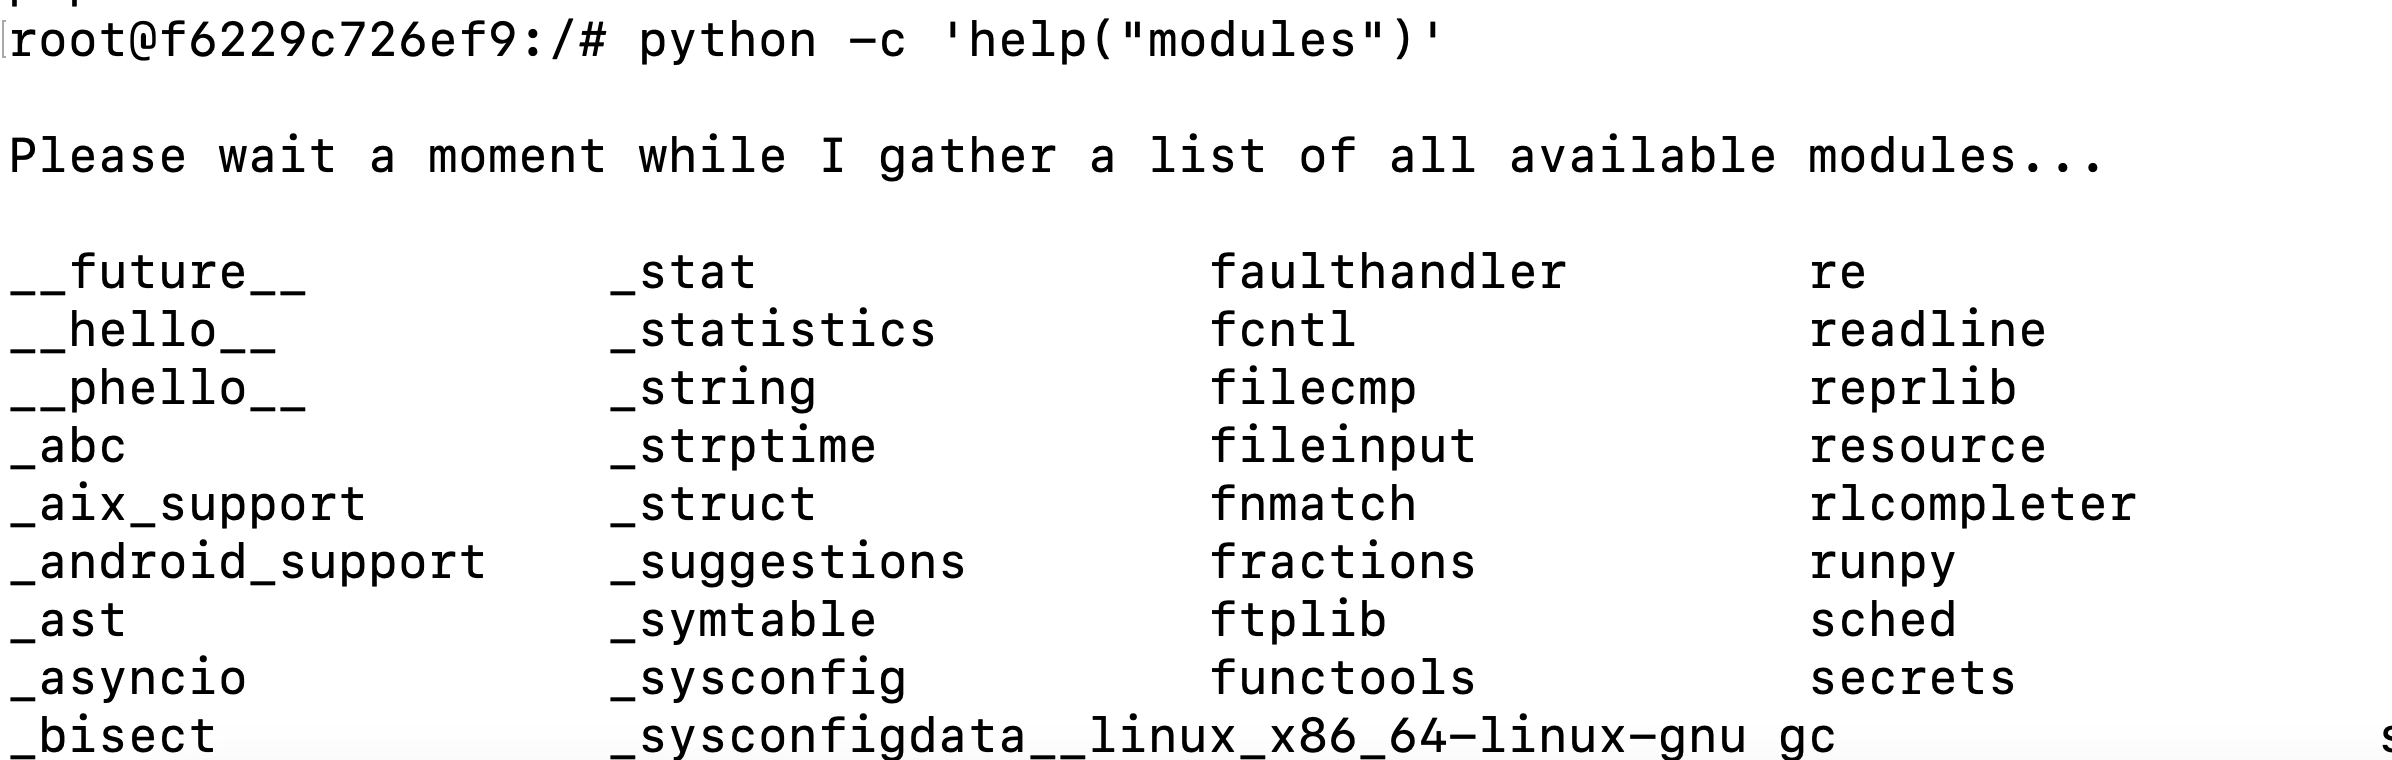 root@f6229c726ef9:/# python -c 'help("modules")'
Please wait a moment while I gather a list of all available modules...
__future__ _stat faulthandler re
__hello__ _statistics fcntl readline
__phello__ _string filecmp reprlib
_abc _strptime fileinput resource
_aix_support _struct fnmatch rlcompleter
_android_support _suggestions fractions runpy
_ast _symtable ftplib sched
_asyncio _sysconfig functools secrets
_bisect _sysconfigdata__linux_x86_64-linux-gnu gc